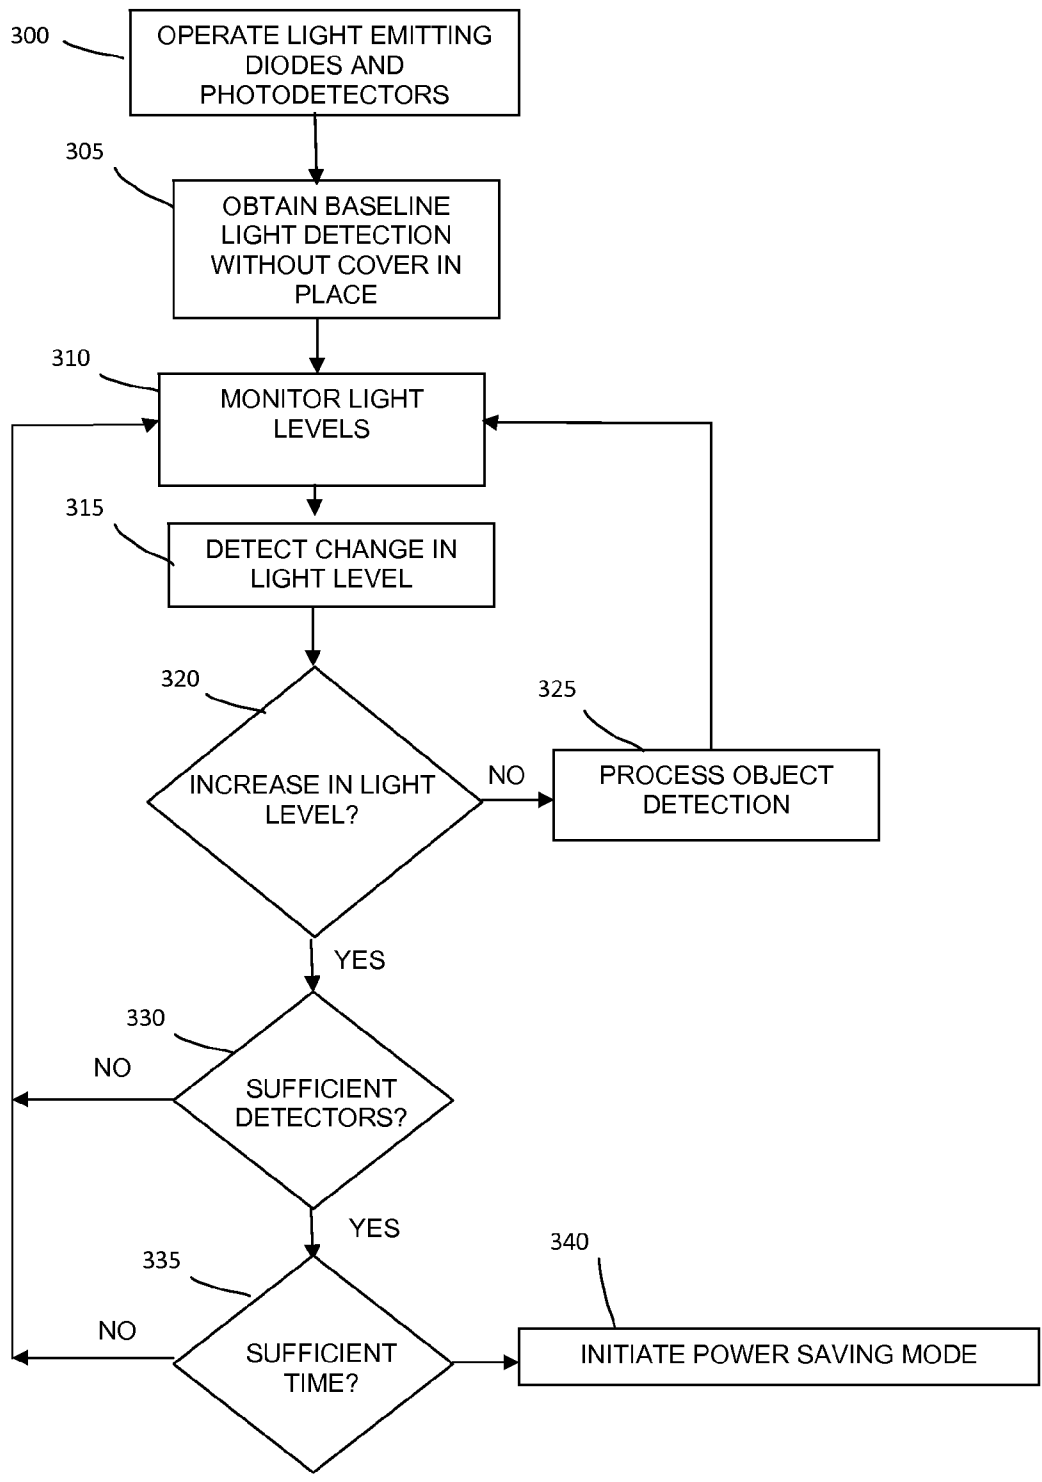 300
OPERATE LIGHT EMITTING
DIODES AND
PHOTODETECTORS
305
OBTAIN BASELINE
LIGHT DETECTION
WITHOUT COVER IN
PLACE
310
MONITOR LIGHT
LEVELS
315
DETECT CHANGE IN
LIGHT LEVEL
320
INCREASE IN LIGHT
LEVEL?
NO
325
PROCESS OBJECT
DETECTION
YES
330
NO
SUFFICIENT
DETECTORS?
YES
335
NO
SUFFICIENT
TIME?
340
INITIATE POWER SAVING MODE